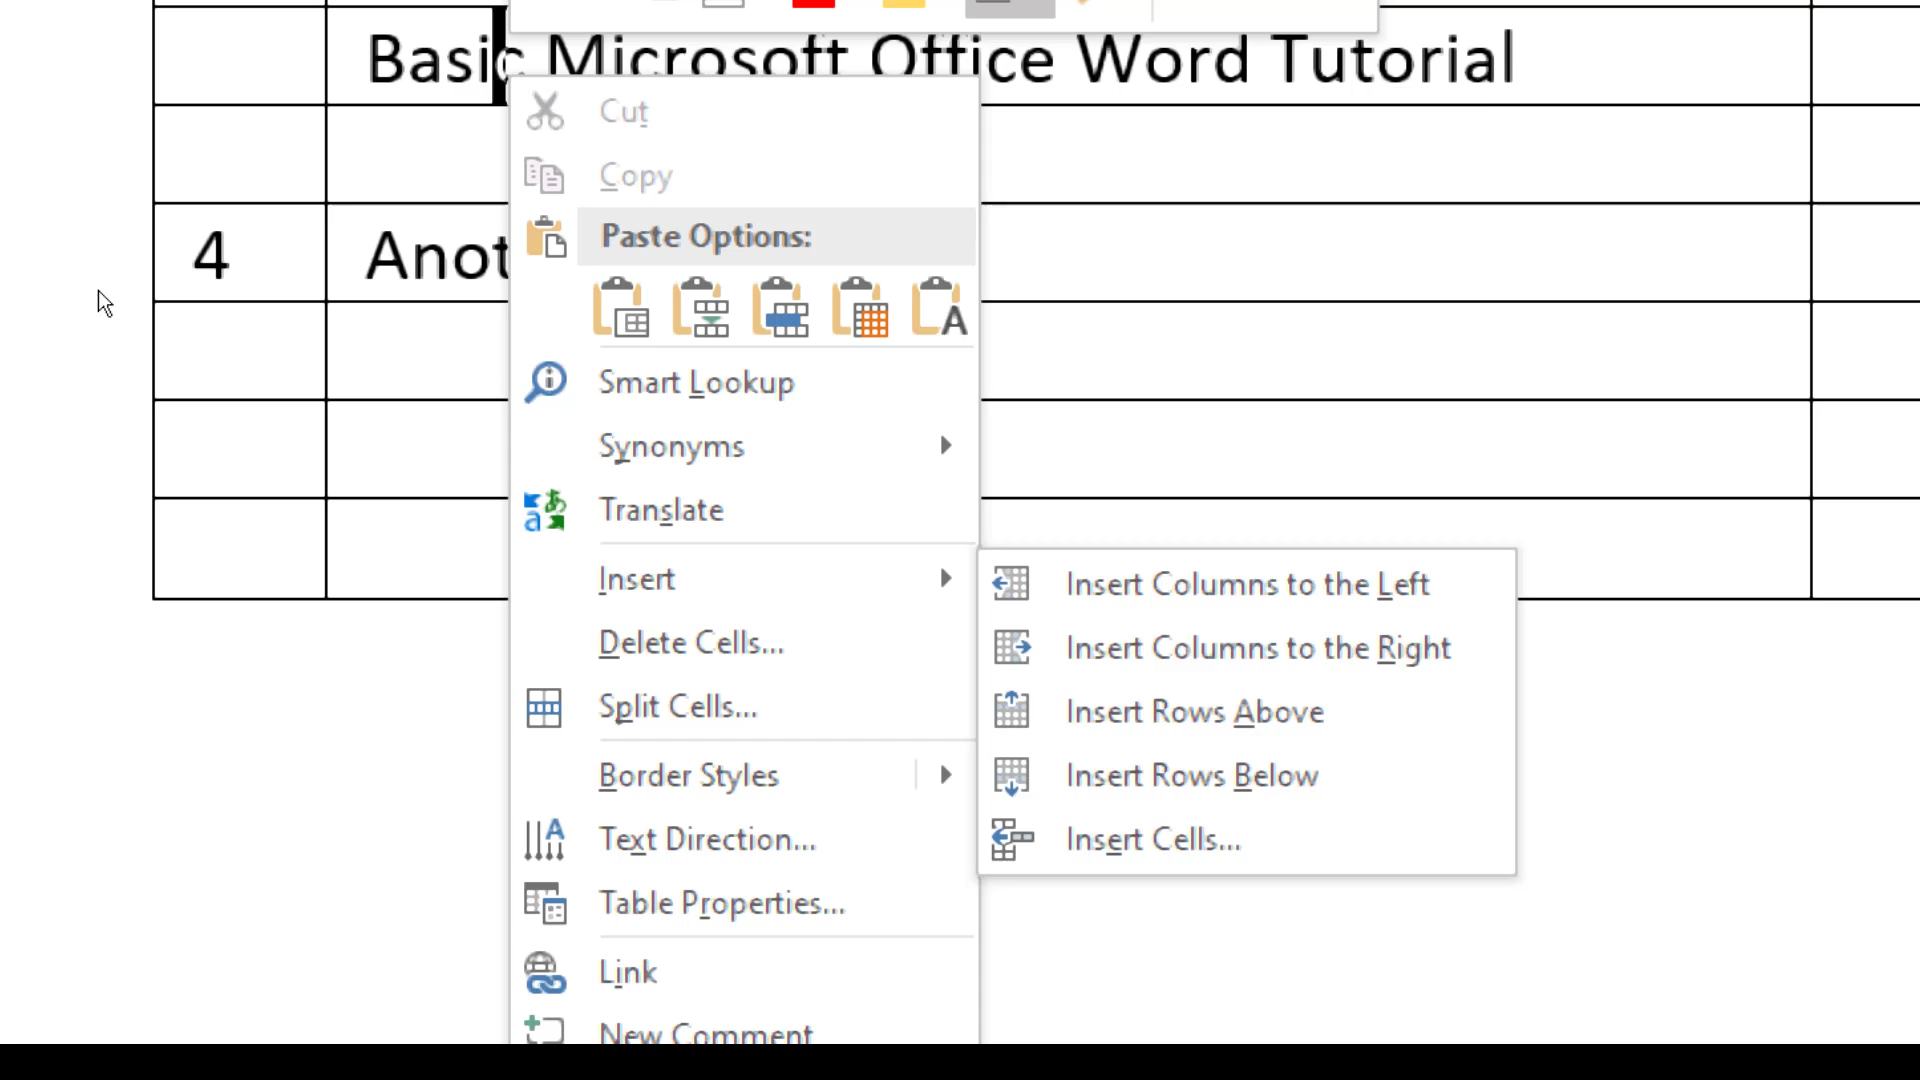 Basic Microsoft Office Word Tutorial
Cut
Copy
4
Paste Options:
Smart Lookup
Synonyms
Translate
Insert
Insert Columns to the Left
Delete Cells...
Insert Columns to the Right
Split Cells...
Insert Rows Above
Border Styles
Insert Rows Below
Text Direction...
Insert Cells...
Table Properties...
Link
New Comment